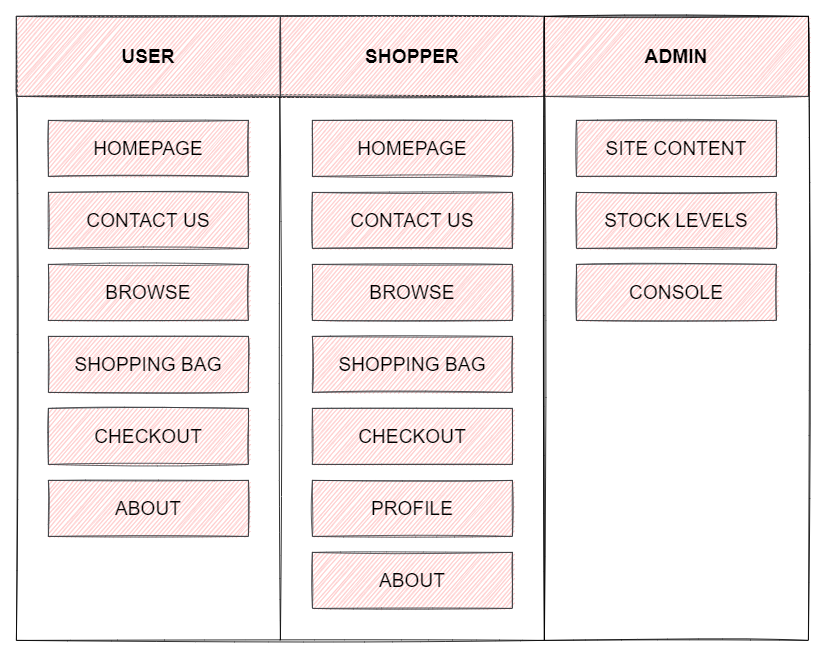 USER
HOMEPAGE
CONTACT US
BROWSE
SHOPPING BAG
CHECKOUT
ABOUT
SHOPPER
HOMEPAGE
CONTACT US
BROWSE
SHOPPING BAG
CHECKOUT
PROFILE
ABOUT
ADMIN
SITE CONTENT
STOCK LEVELS
CONSOLE